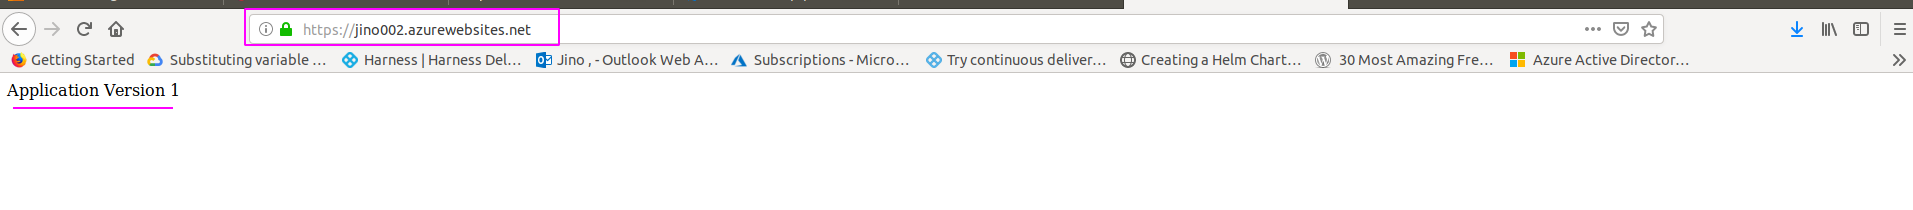 https://jino002.azurewebsites.net
Getting Started Substituting variable ... Harness | Harness Del... Jino , - Outlook Web A... Subscriptions - Micro... Try continuous deliver... Creating a Helm Chart... 30 Most Amazing Fre... Azure Active Director...
Application Version 1